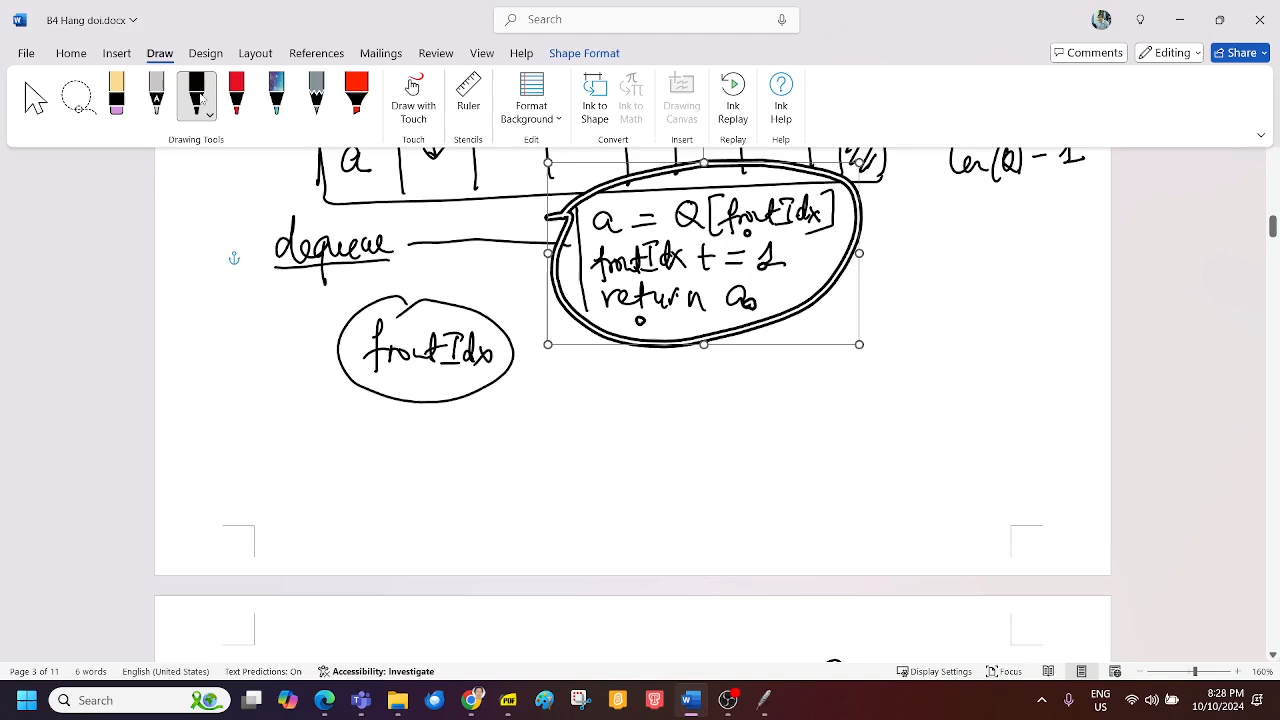 B4 Hang doi.docx
Search
File Home Insert Draw Design Layout References Mailings Review View Help Shape Format
Comments Editing Share
Draw with Touch
Ruler
Format Background
Ink to Shape
Ink to Math
Drawing Canvas
Ink Replay
Ink Help
Drawing Tools Touch Stencils Edit Convert Insert Replay Help
a
len(Q) - 1
a = Q[frontIdx]
dequeue
frontIdx += 1
return a
frontIdx
Page 3 of 11 6 words English (United States) Text Predictions: On Accessibility: Investigate Display Settings Focus 160%
Search
ENG US
8:28 PM
10/10/2024